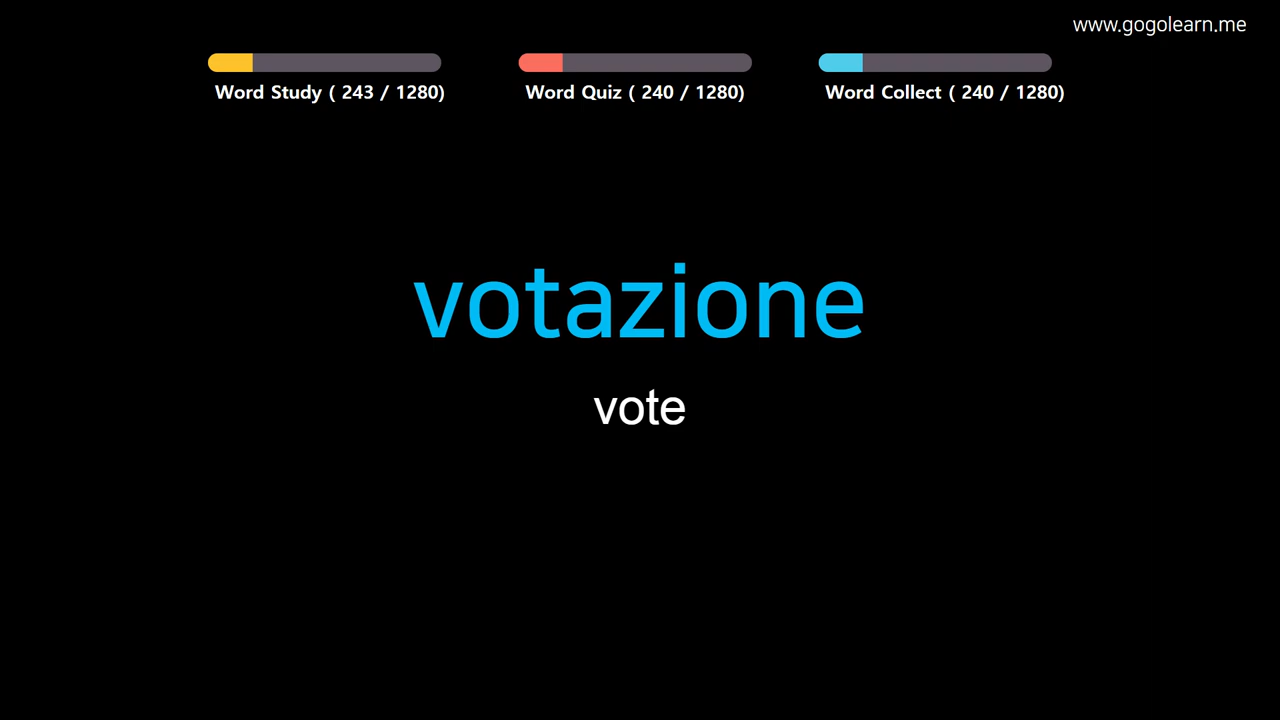 www.gogolearn.me
Word Study ( 243 / 1280)
Word Quiz ( 240 / 1280)
Word Collect ( 240 / 1280)
votazione
vote